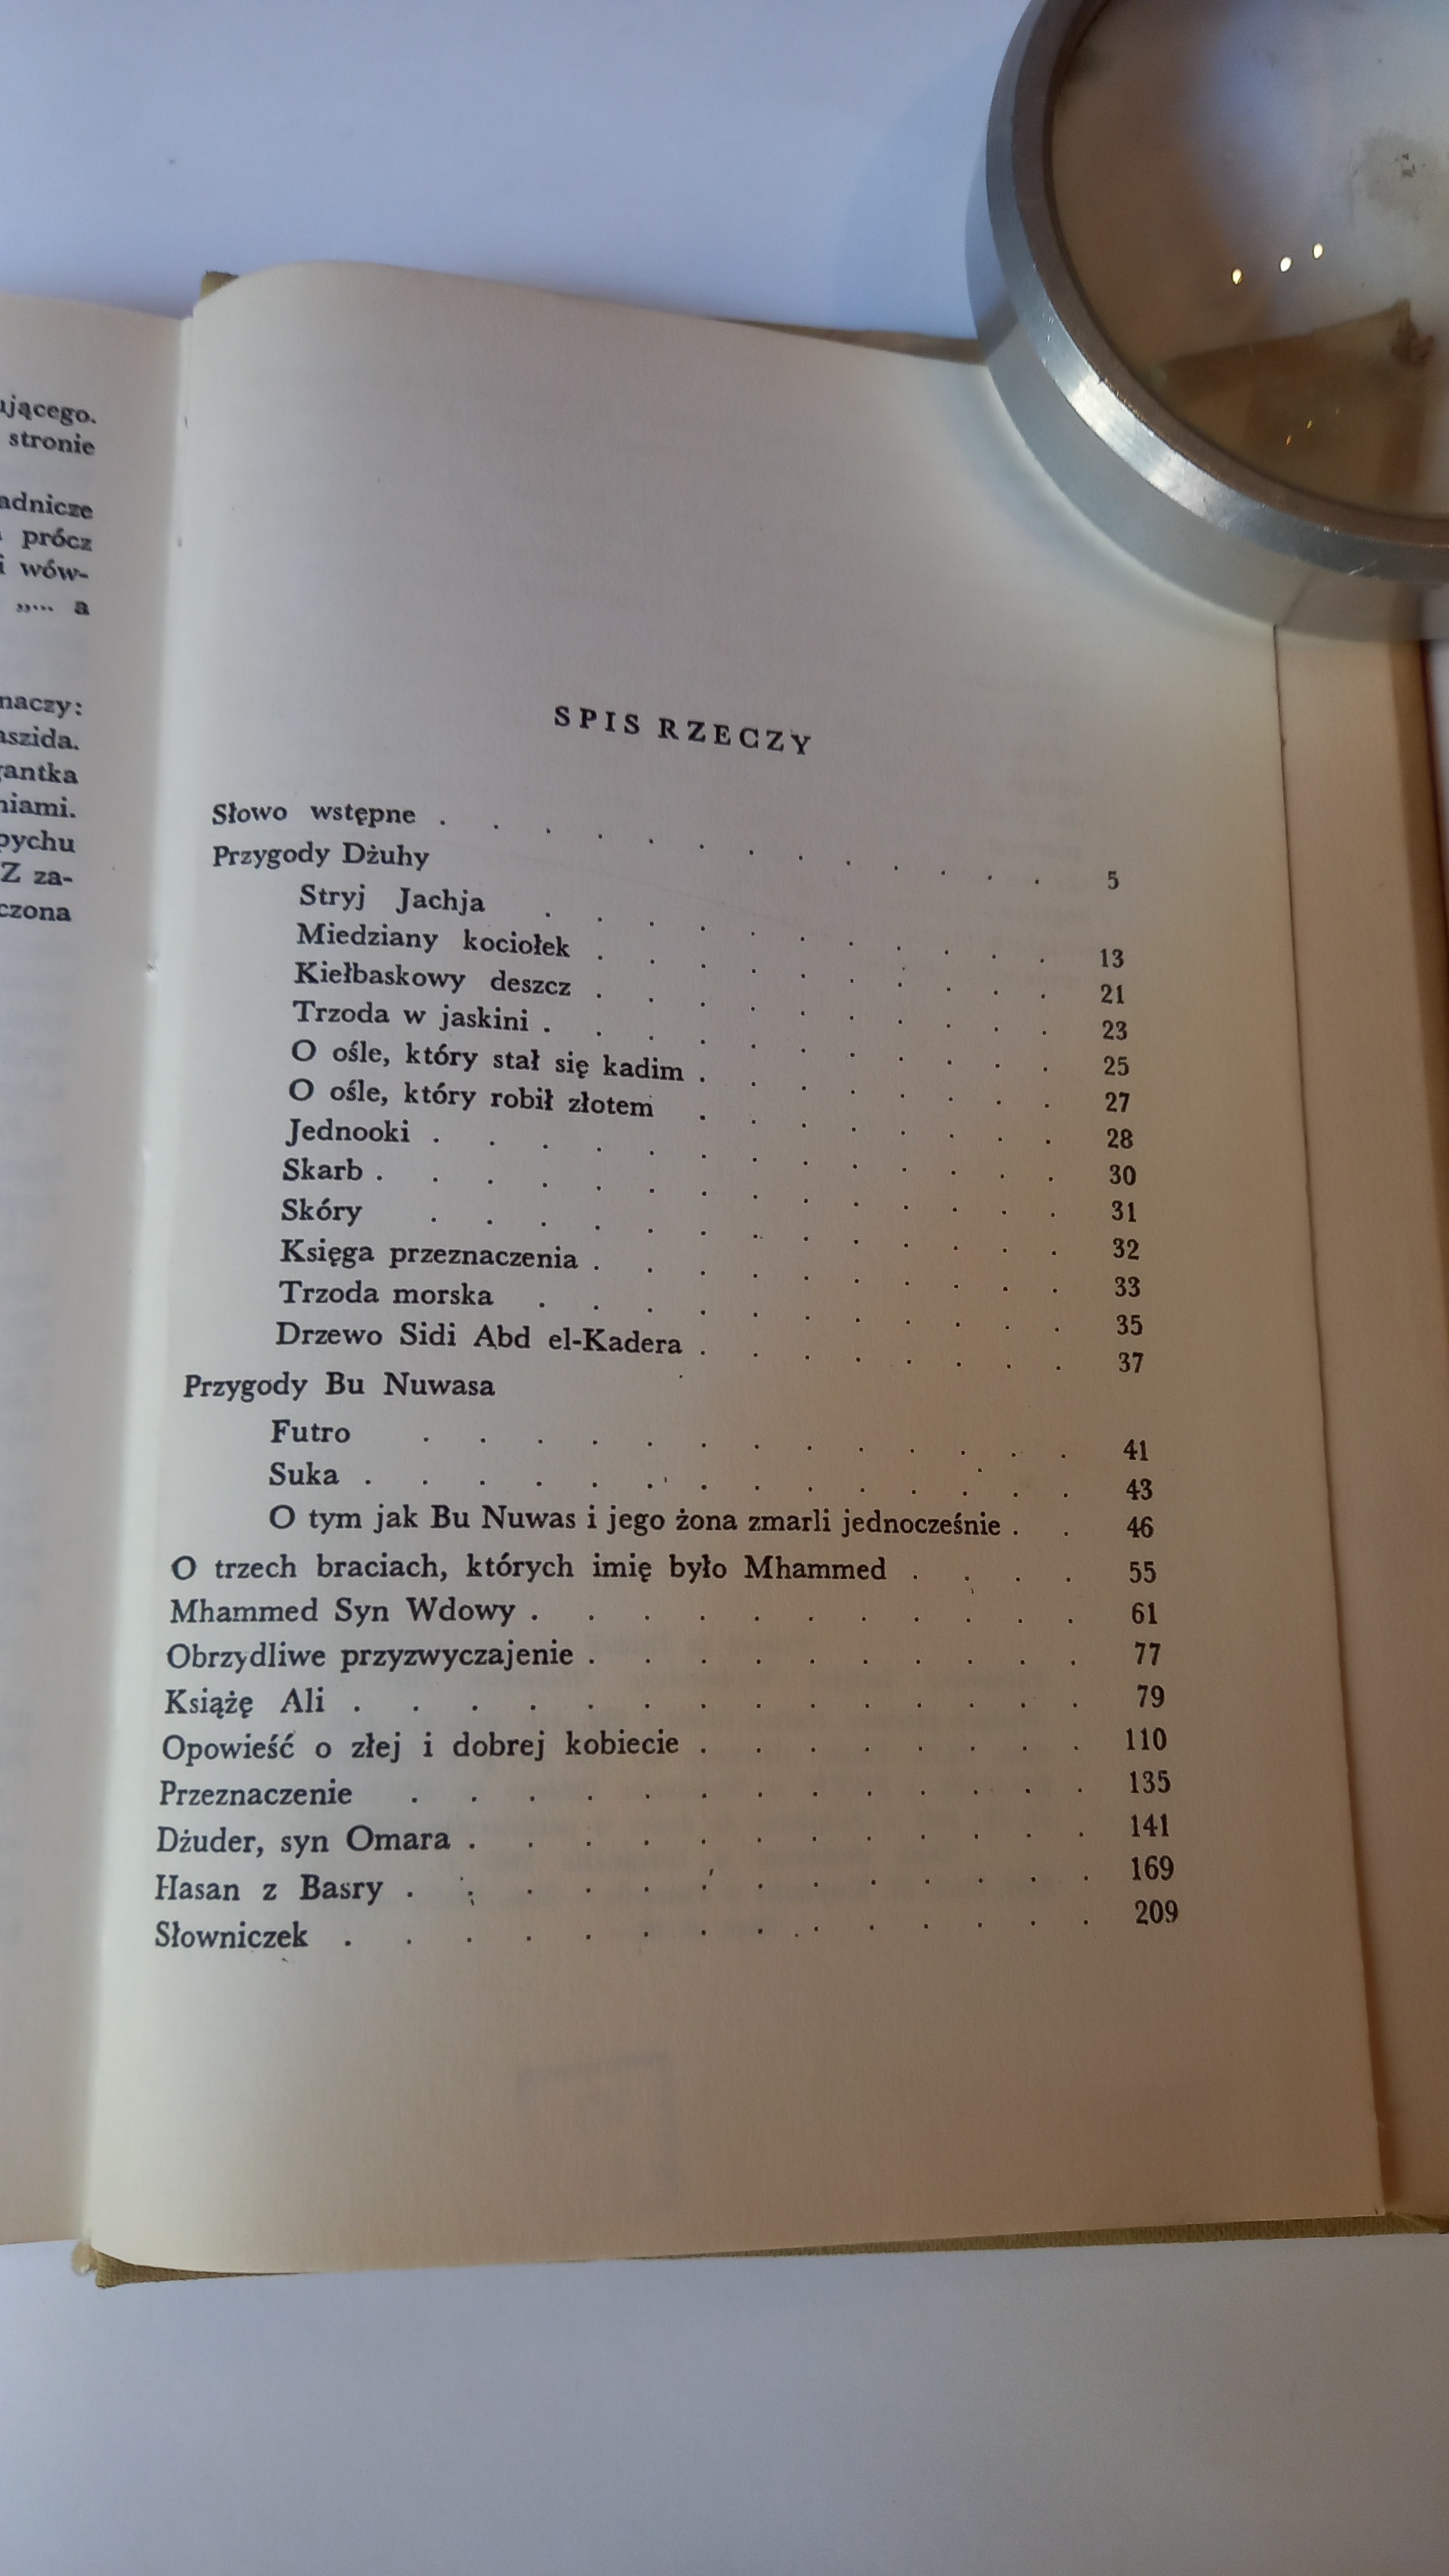 ującego.
stronie
adnicze
prócz
i wów-
„... a
naczy:
aszida.
antka
niami.
pychu
Z za-
czona
SPIS RZECZY
Słowo wstępne . . . . . . . . . . . . 5
Przygody Dżuhy
Stryj Jachja . . . . . . . . . . 13
Miedziany kociołek . . . . . . . . . 21
Kiełbaskowy deszcz . . . . . . . . . 23
Trzoda w jaskini . . . . . . . . . . 25
O ośle, który stał się kadim . . . . . . . 27
O ośle, który robił złotem . . . . . . . 28
Jednooki . . . . . . . . . . . . 30
Skarb . . . . . . . . . . . . . 31
Skóry . . . . . . . . . . . . 32
Księga przeznaczenia . . . . . . . . . 33
Trzoda morska . . . . . . . . . . 35
Drzewo Sidi Abd el-Kadera . . . . . . . 37
Przygody Bu Nuwasa
Futro . . . . . . . . . . . . 41
Suka . . . . . . . . . . . . . 43
O tym jak Bu Nuwas i jego żona zmarli jednocześnie . . 46
O trzech braciach, których imię było Mhammed . . . . 55
Mhammed Syn Wdowy . . . . . . . . . . 61
Obrzydliwe przyzwyczajenie . . . . . . . . . 77
Książę Ali . . . . . . . . . . . . . 79
Opowieść o złej i dobrej kobiecie . . . . . . . 110
Przeznaczenie . . . . . . . . . . . . 135
Dżuder, syn Omara . . . . . . . . . . . 141
Hasan z Basry . . . . . . . . . . . . 169
Słowniczek . . . . . . . . . . . . . 209